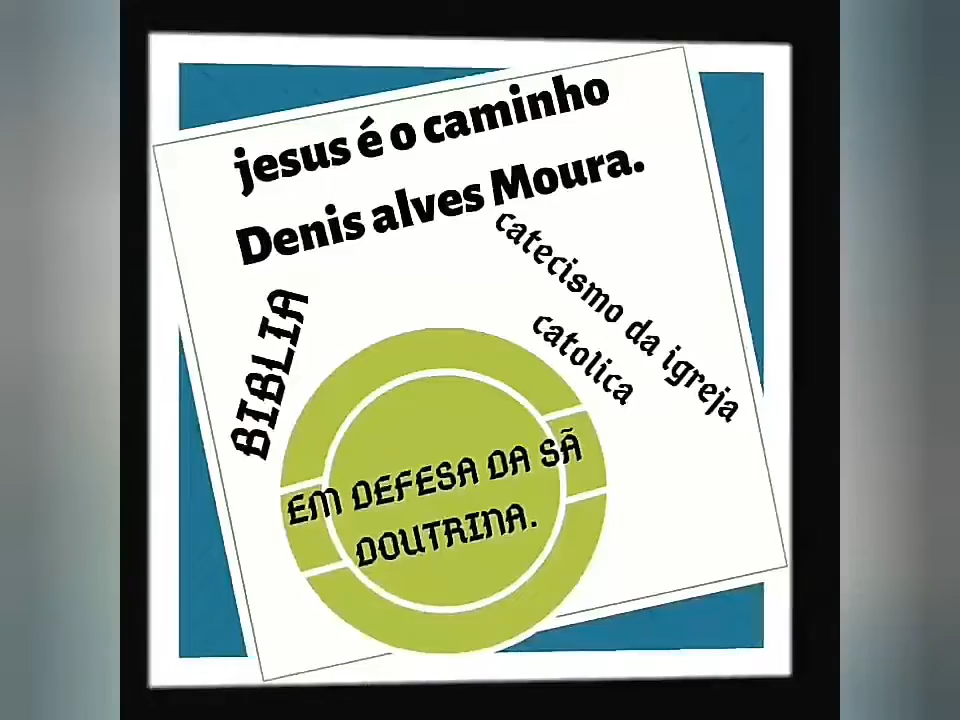 jesus é o caminho
Denis alves Moura.
catecismo da igreja
catolica
BIBLIA
EM DEFESA DA SÃ
DOUTRINA.